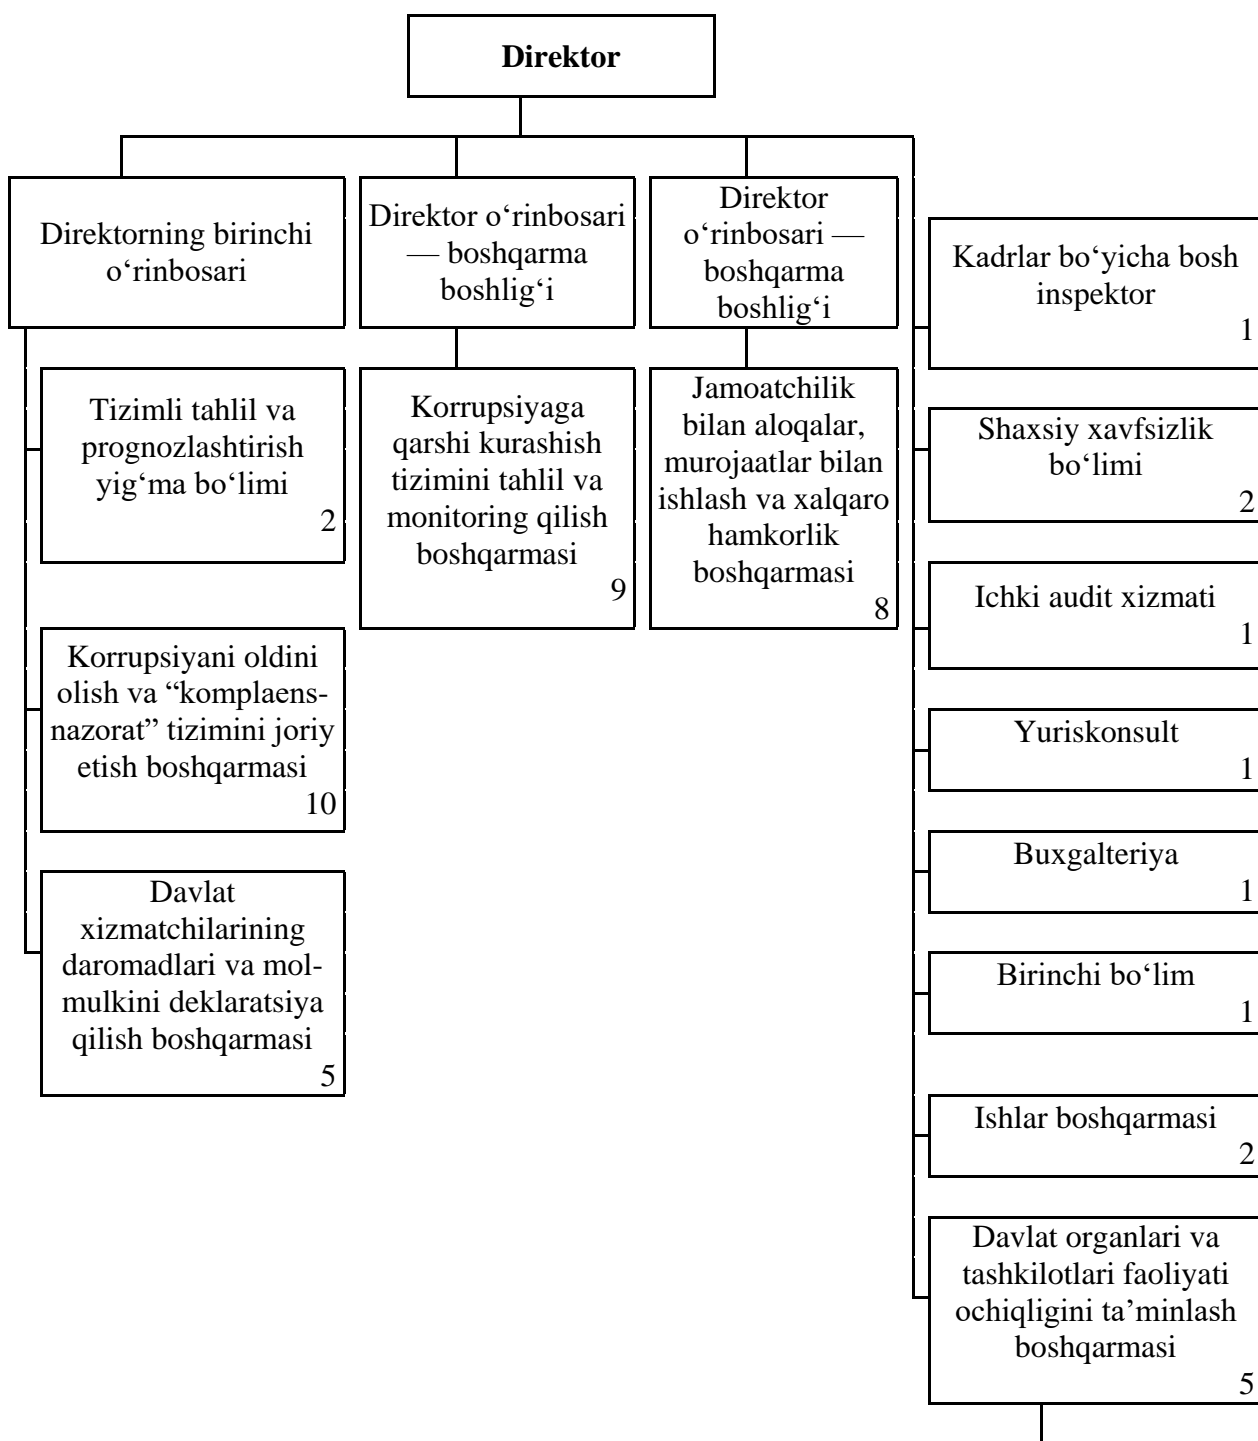 Direktor
Direktorning birinchi
o‘rinbosari
Direktor o‘rinbosari
— boshqarma
boshlig‘i
Direktor
o‘rinbosari —
boshqarma
boshlig‘i
Tizimli tahlil va
prognozlashtirish
yig‘ma bo‘limi
2
Korrupsiyani oldini
olish va “komplaens-
nazorat” tizimini joriy
etish boshqarmasi
10
Davlat
xizmatchilarining
daromadlari va mol-
mulkini deklaratsiya
qilish boshqarmasi
5
Korrupsiyaga
qarshi kurashish
tizimini tahlil va
monitoring qilish
boshqarmasi
9
Jamoatchilik
bilan aloqalar,
murojaatlar bilan
ishlash va xalqaro
hamkorlik
boshqarmasi
8
Kadrlar bo‘yicha bosh
inspektor
1
Shaxsiy xavfsizlik
bo‘limi
2
Ichki audit xizmati
1
Yuriskonsult
1
Buxgalteriya
1
Birinchi bo‘lim
1
Ishlar boshqarmasi
2
Davlat organlari va
tashkilotlari faoliyati
ochiqligini ta’minlash
boshqarmasi
5